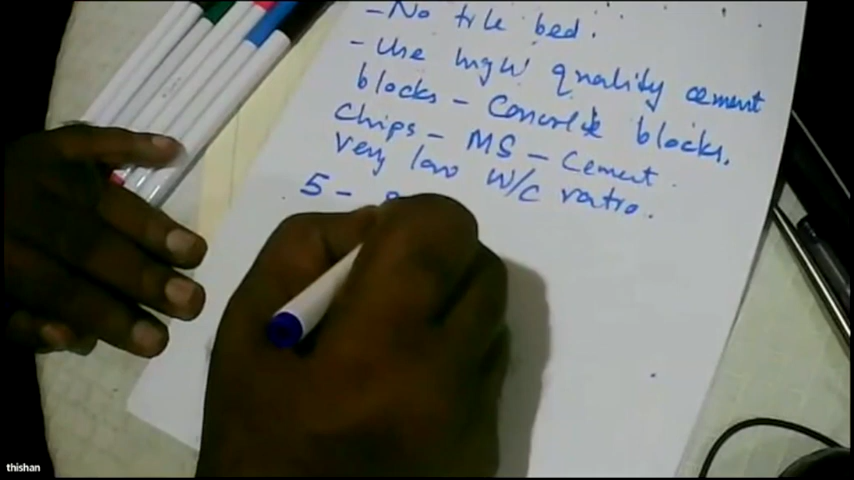 - No tile bed.
- Use high quality cement
blocks - Concrete blocks.
chips - MS - Cement.
very low W/C ratio.
5 -
thishan